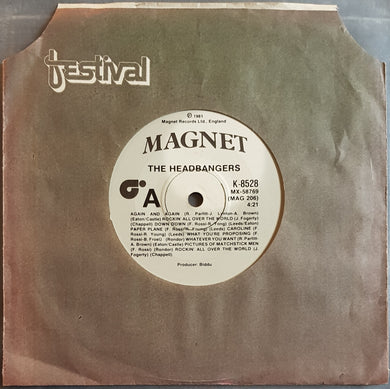 festival
℗ 1981
Magnet Records Ltd., England
MAGNET
THE HEADBANGERS
A
K-8528
MX-58769
(MAG 206)
4:21
AGAIN AND AGAIN (R. Parfitt-J. Lynton-A. Brown)
(Eaton/Castle) ROCKIN' ALL OVER THE WORLD (J. Fogerty)
(Chappell) DOWN DOWN (F. Rossi-R. Young) (Leeds)
PAPER PLANE (F. Rossi-R. Young) (Leeds) CAROLINE (F.
Rossi-R. Young) (Leeds) WHAT YOU'RE PROPOSING (F.
Rossi-B. Frost) (Rondor) WHATEVER YOU WANT (R. Parfitt-
A. Brown) (Eaton/Castle) PICTURES OF MATCHSTICK MEN
(F. Rossi) (Rondor) ROCKIN' ALL OVER THE WORLD (J.
Fogerty) (Chappell)
Producer: Biddu